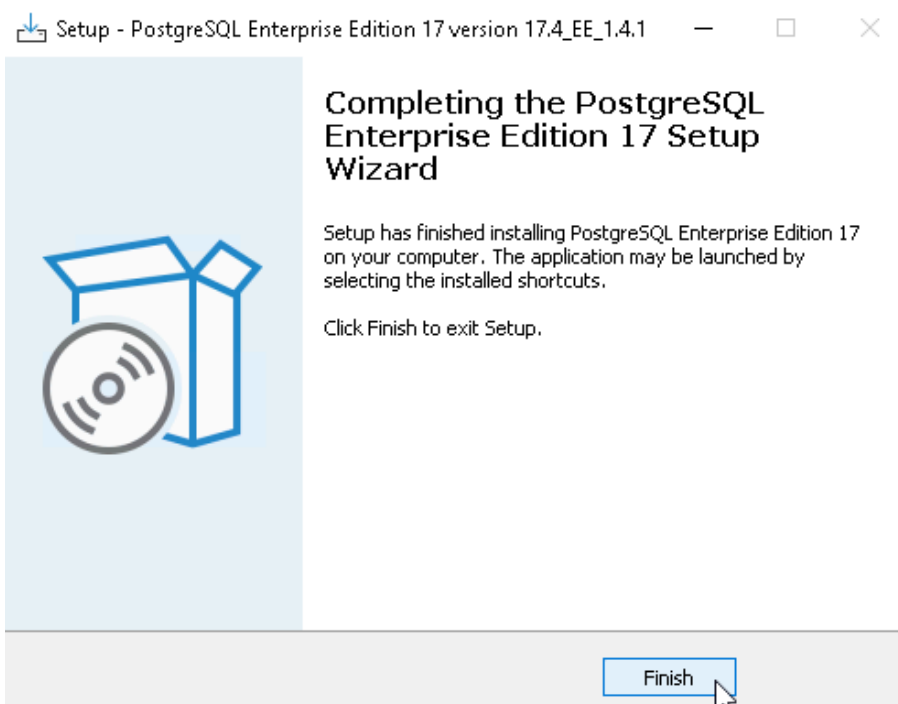 Setup - PostgreSQL Enterprise Edition 17 version 17.4_EE_1.4.1
Completing the PostgreSQL
Enterprise Edition 17 Setup
Wizard
Setup has finished installing PostgreSQL Enterprise Edition 17
on your computer. The application may be launched by
selecting the installed shortcuts.
Click Finish to exit Setup.
Finish